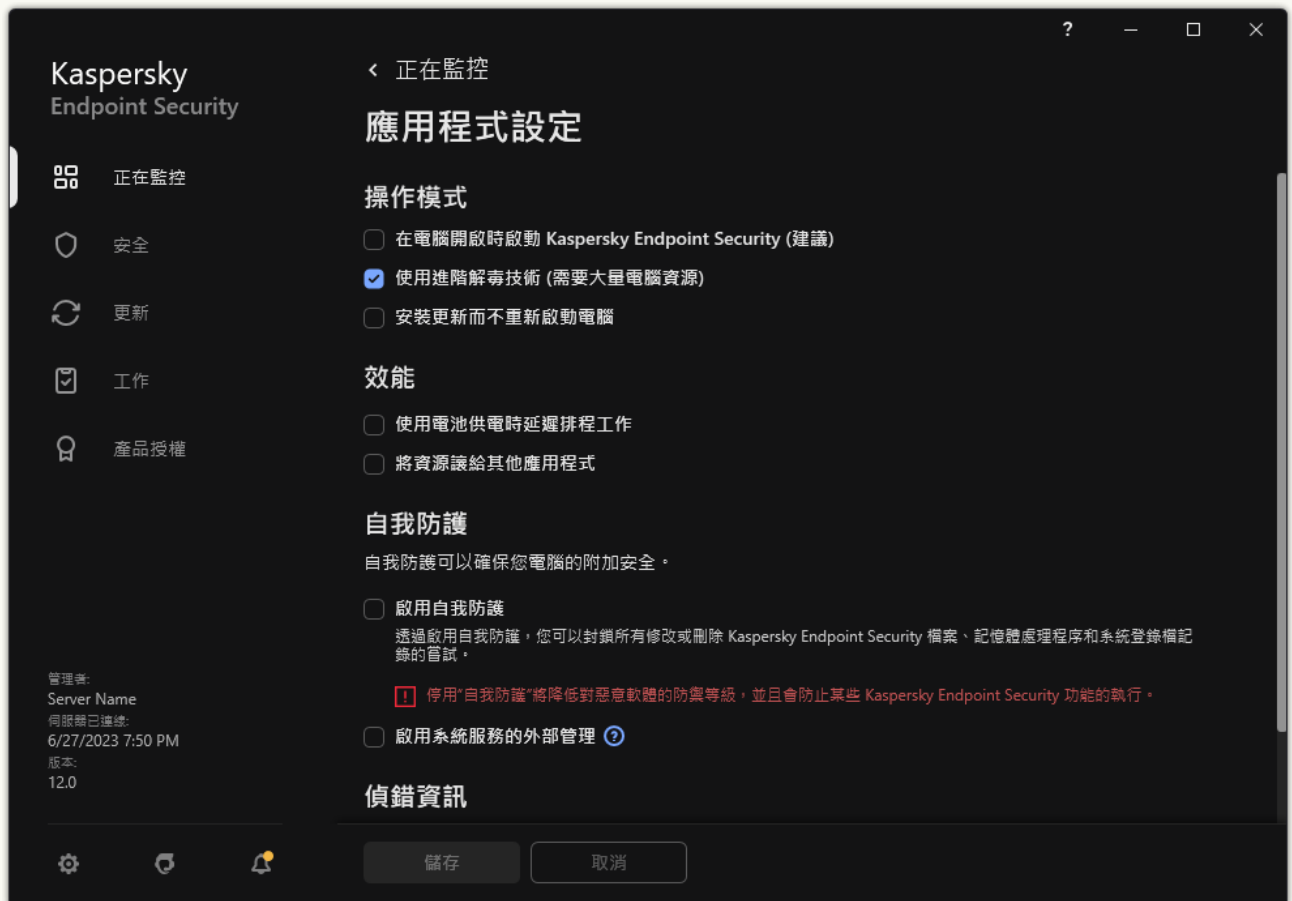 ?
Kaspersky
Endpoint Security
正在監控
安全
更新
工作
產品授權
管理者:
Server Name
伺服器已連線:
6/27/2023 7:50 PM
版本:
12.0
正在監控
應用程式設定
操作模式
在電腦開啟時啟動 Kaspersky Endpoint Security (建議)
使用進階解毒技術 (需要大量電腦資源)
安裝更新而不重新啟動電腦
效能
使用電池供電時延遲排程工作
將資源讓給其他應用程式
自我防護
自我防護可以確保您電腦的附加安全。
啟用自我防護
透過啟用自我防護，您可以封鎖所有修改或刪除 Kaspersky Endpoint Security 檔案、記憶體處理程序和系統登錄檔記
錄的嘗試。
停用"自我防護"將降低對惡意軟體的防禦等級，並且會防止某些 Kaspersky Endpoint Security 功能的執行。
啟用系統服務的外部管理 ?
偵錯資訊
儲存
取消